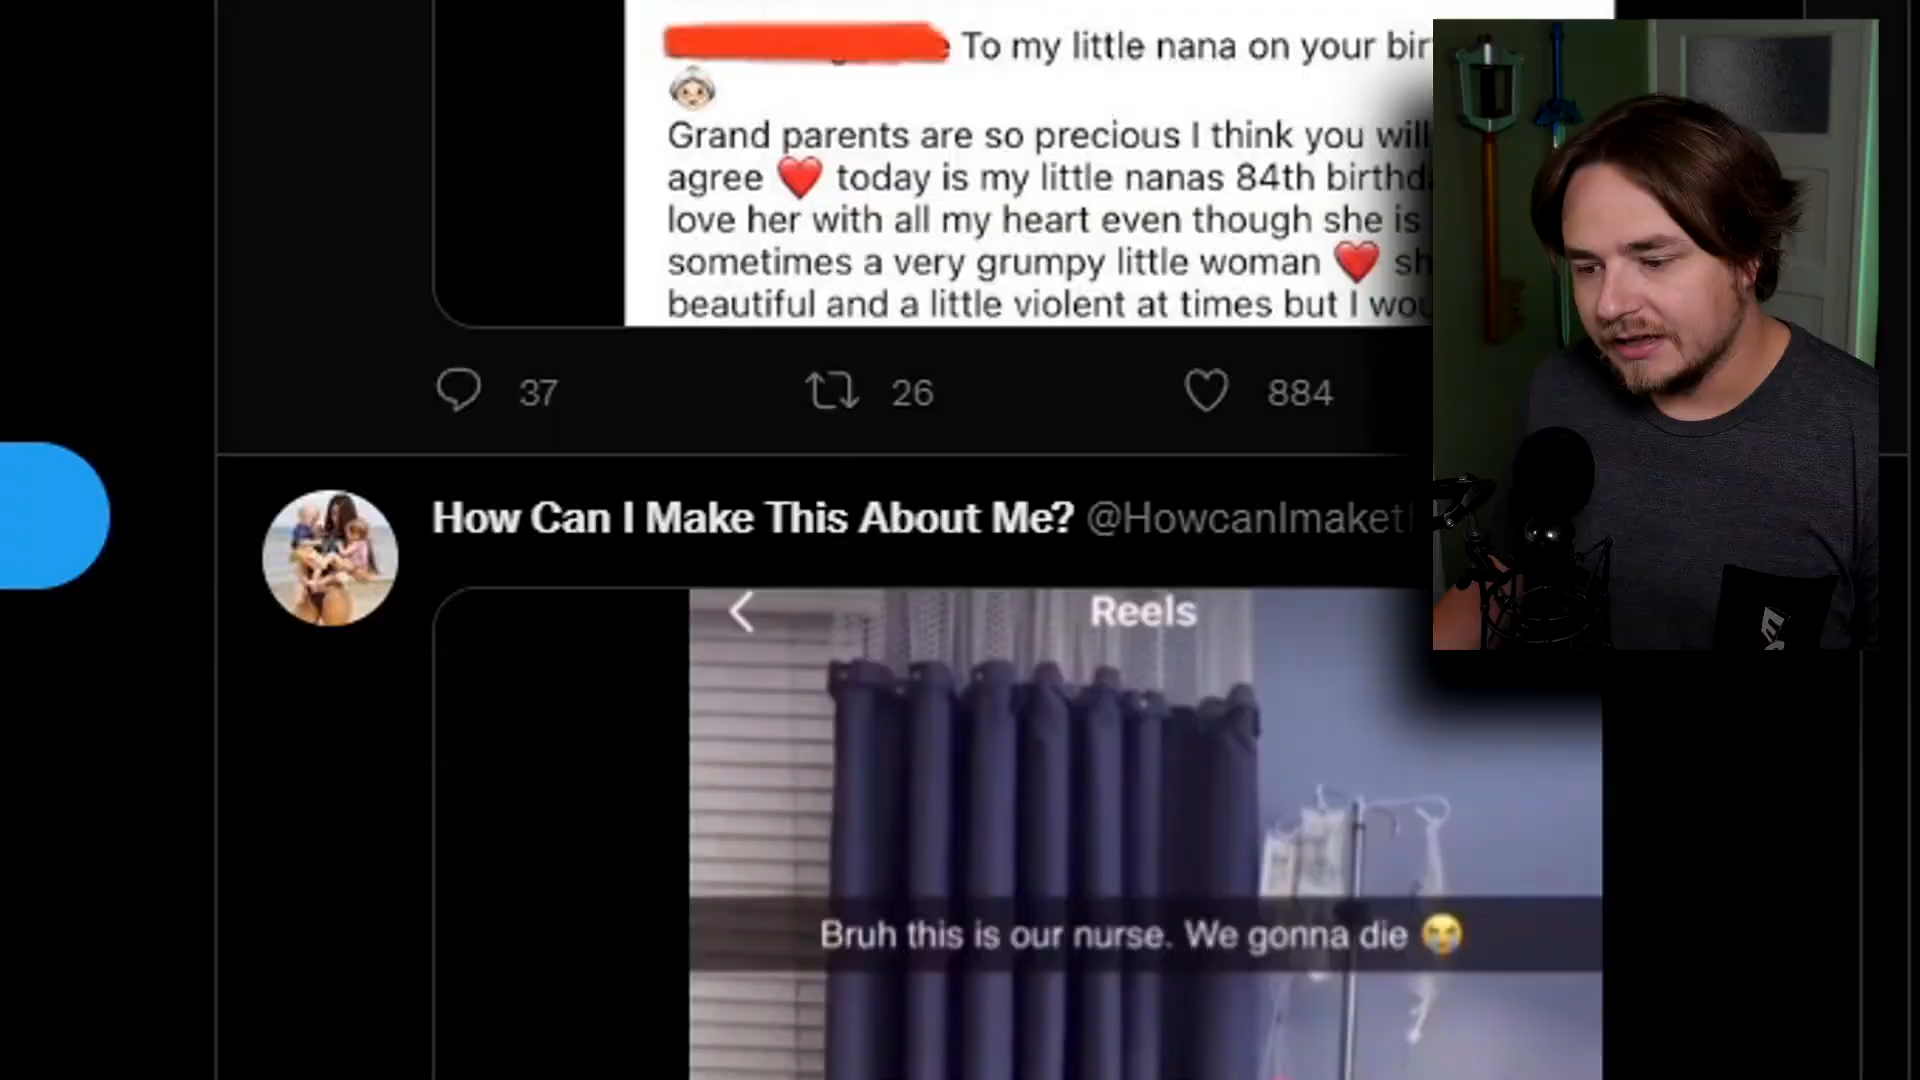 To my little nana on your bir
Grand parents are so precious I think you will
agree ❤️ today is my little nanas 84th birthd
love her with all my heart even though she is
sometimes a very grumpy little woman ❤️ sh
beautiful and a little violent at times but I wou
37 26 884
How Can I Make This About Me? @HowcanImaket
Reels
Bruh this is our nurse. We gonna die 😭